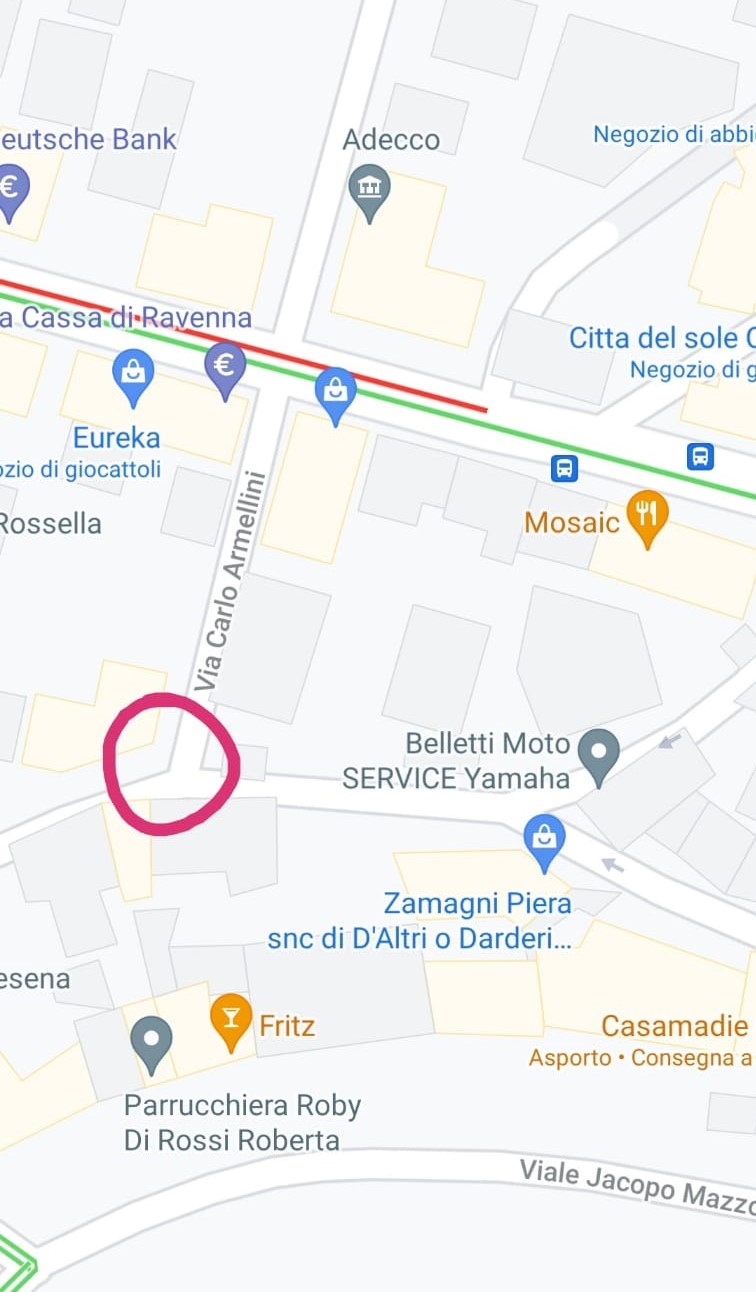 eutsche Bank
Adecco
Negozio di abbi
a Cassa di Ravenna
Citta del sole C
Negozio di g
Eureka
ozio di giocattoli
Rossella
Mosaic
Via Carlo Armellini
Belletti Moto
SERVICE Yamaha
Zamagni Piera
snc di D'Altri o Darderi...
esena
Fritz
Casamadie
Asporto • Consegna a
Parrucchiera Roby
Di Rossi Roberta
Viale Jacopo Mazzo